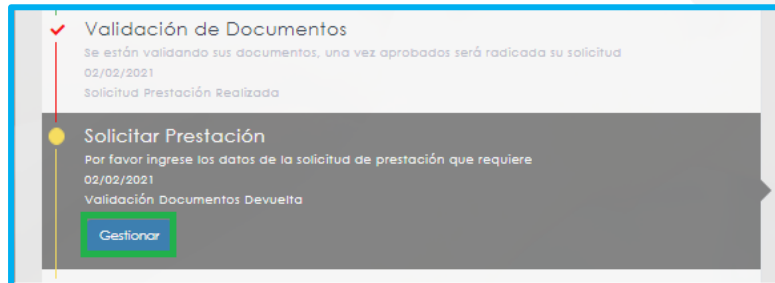 Validación de Documentos
Se están validando sus documentos, una vez aprobados será radicada su solicitud
02/02/2021
Solicitud Prestación Realizada
Solicitar Prestación
Por favor ingrese los datos de la solicitud de prestación que requiere
02/02/2021
Validación Documentos Devuelta
Gestionar